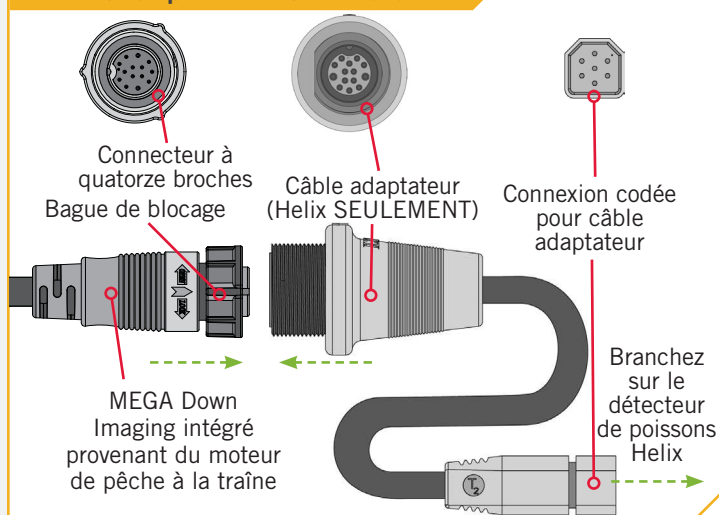 Connecteur à
quatorze broches
Bague de blocage
Câble adaptateur
(Helix SEULEMENT)
Connexion codée
pour câble
adaptateur
MEGA Down
Imaging intégré
provenant du moteur
de pêche à la traîne
Branchez
sur le
détecteur
de poissons
Helix
T2